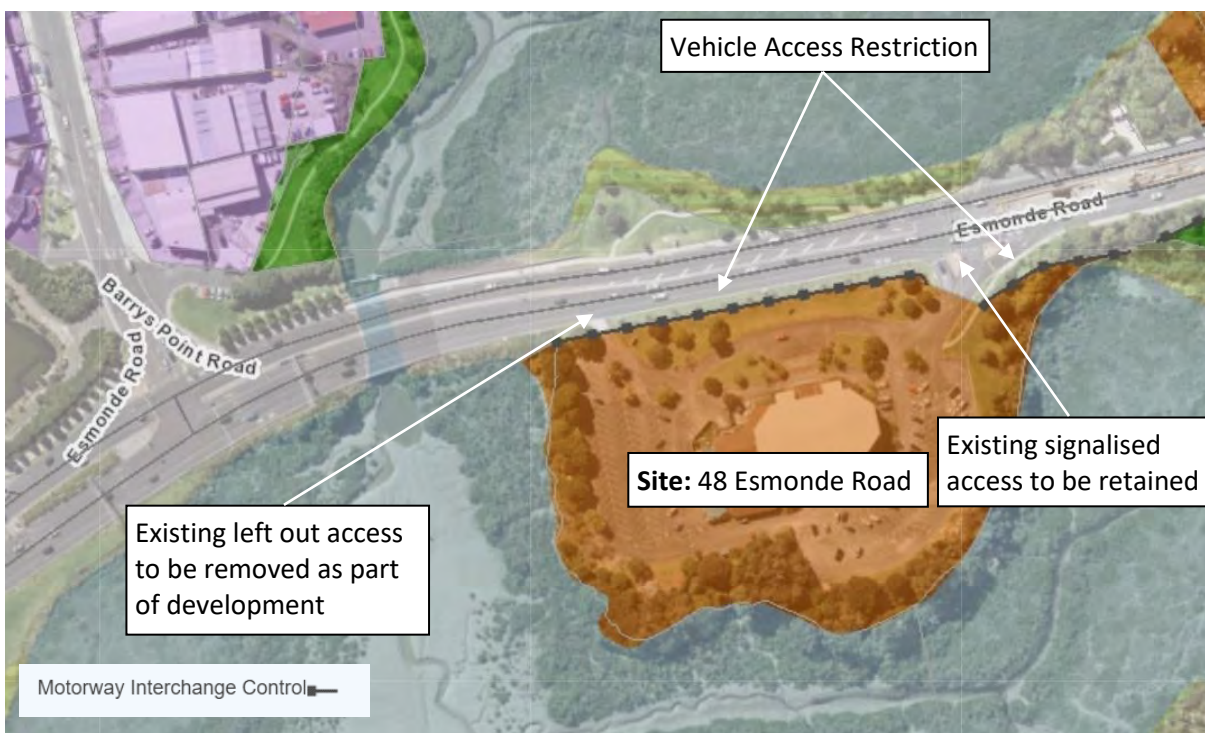 Vehicle Access Restriction
Esmonde Road
Barrys Point Road
Esmonde Road
Site: 48 Esmonde Road
Existing signalised
access to be retained
Existing left out access
to be removed as part
of development
Motorway Interchange Control